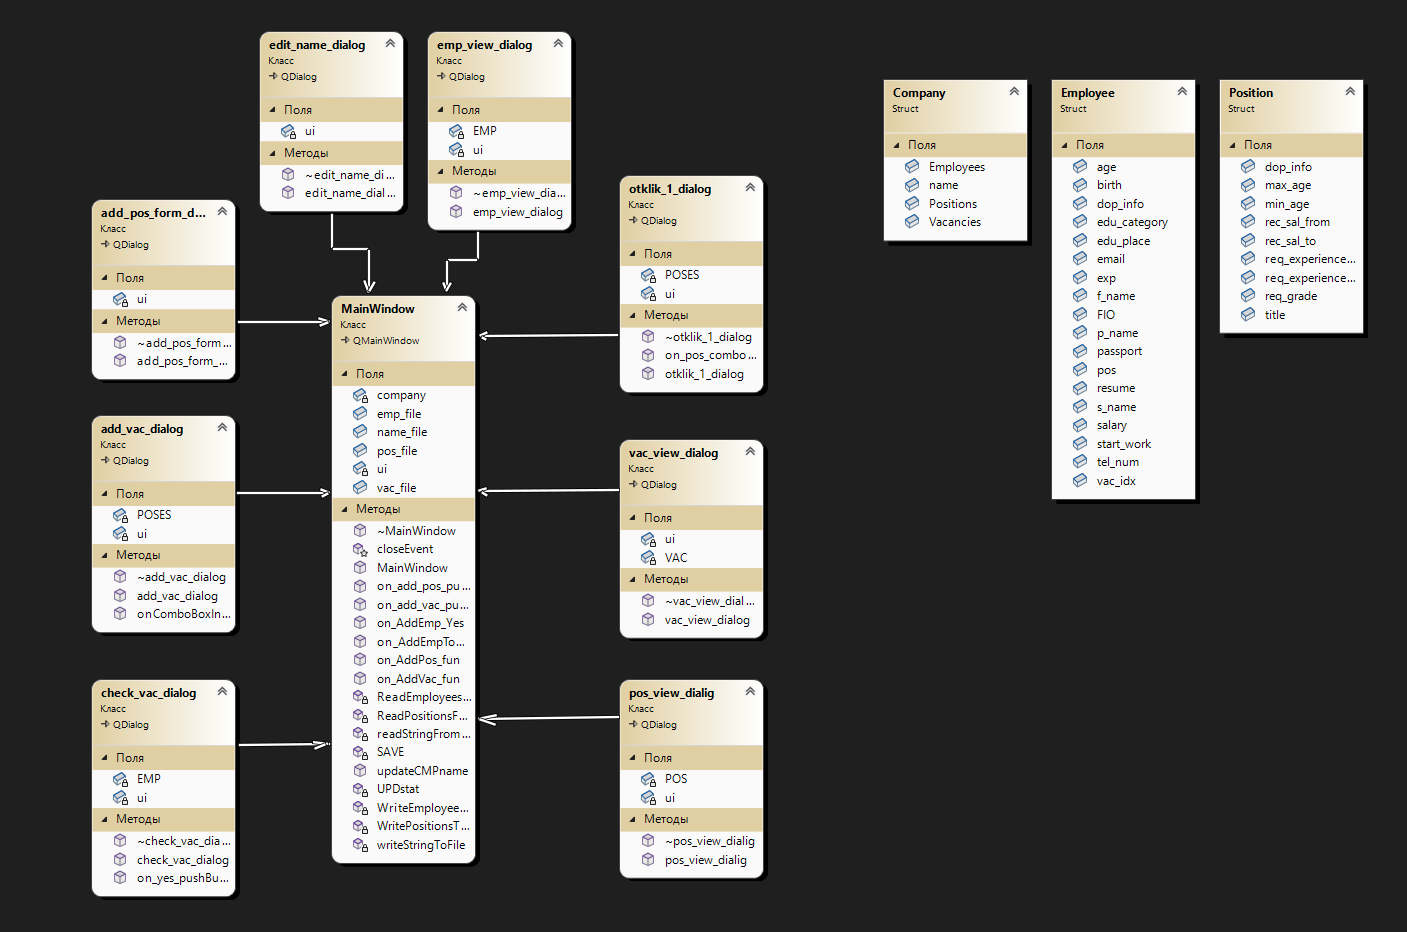 edit_name_dialog
Класс
QDialog
Поля
ui
Методы
~edit_name_di...
edit_name_dial...
emp_view_dialog
Класс
QDialog
Поля
EMP
ui
Методы
~emp_view_dia...
emp_view_dialog
Company
Struct
Поля
Employees
name
Positions
Vacancies
Employee
Struct
Поля
age
birth
dop_info
edu_category
edu_place
email
exp
f_name
FIO
p_name
passport
pos
resume
s_name
salary
start_work
tel_num
vac_idx
Position
Struct
Поля
dop_info
max_age
min_age
rec_sal_from
rec_sal_to
req_experience...
req_experience...
req_grade
title
add_pos_form_d...
Класс
QDialog
Поля
ui
Методы
~add_pos_form...
add_pos_form_...
otklik_1_dialog
Класс
QDialog
Поля
POSES
ui
Методы
~otklik_1_dialog
on_pos_combo...
otklik_1_dialog
MainWindow
Класс
QMainWindow
Поля
company
emp_file
name_file
pos_file
ui
vac_file
Методы
~MainWindow
closeEvent
MainWindow
on_add_pos_pu...
on_add_vac_pu...
on_AddEmp_Yes
on_AddEmpTo...
on_AddPos_fun
on_AddVac_fun
ReadEmployees...
ReadPositionsF...
readStringFrom...
SAVE
updateCMPname
UPDstat
WriteEmployee...
WritePositionsT...
writeStringToFile
add_vac_dialog
Класс
QDialog
Поля
POSES
ui
Методы
~add_vac_dialog
add_vac_dialog
onComboBoxIn...
vac_view_dialog
Класс
QDialog
Поля
ui
VAC
Методы
~vac_view_dial...
vac_view_dialog
check_vac_dialog
Класс
QDialog
Поля
EMP
ui
Методы
~check_vac_dia...
check_vac_dialog
on_yes_pushBu...
pos_view_dialig
Класс
QDialog
Поля
POS
ui
Методы
~pos_view_dialig
pos_view_dialig